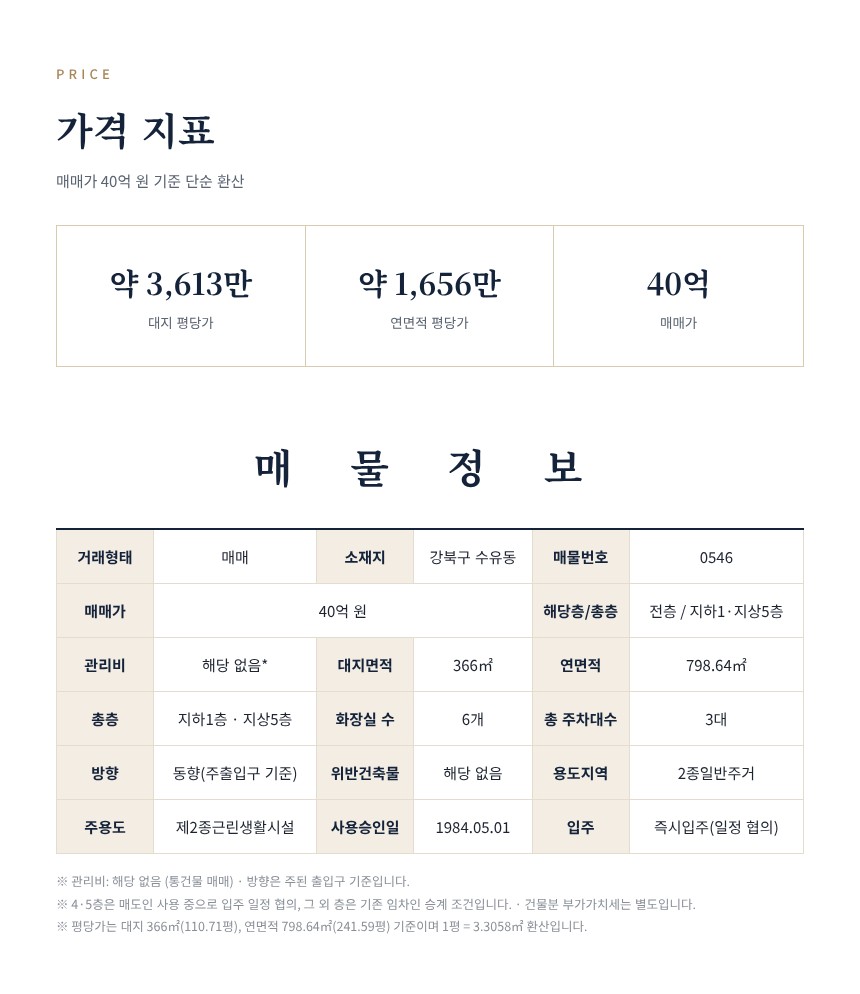 PRICE
가격 지표
매매가 40억 원 기준 단순 환산
약 3,613만 약 1,656만 40억
대지 평당가 연면적 평당가 매매가
매 물 정 보
거래형태 매매 소재지 강북구 수유동 매물번호 0546
매매가 40억 원 해당층/총층 전층 / 지하1·지상5층
관리비 해당 없음* 대지면적 366㎡ 연면적 798.64㎡
총층 지하1층 · 지상5층 화장실 수 6개 총 주차대수 3대
방향 동향(주출입구 기준) 위반건축물 해당 없음 용도지역 2종일반주거
주용도 제2종근린생활시설 사용승인일 1984.05.01 입주 즉시입주(일정 협의)
※ 관리비: 해당 없음 (통건물 매매) · 방향은 주된 출입구 기준입니다.
※ 4·5층은 매도인 사용 중으로 입주 일정 협의, 그 외 층은 기존 임차인 승계 조건입니다. · 건물분 부가가치세는 별도입니다.
※ 평당가는 대지 366㎡(110.71평), 연면적 798.64㎡(241.59평) 기준이며 1평 = 3.3058㎡ 환산입니다.